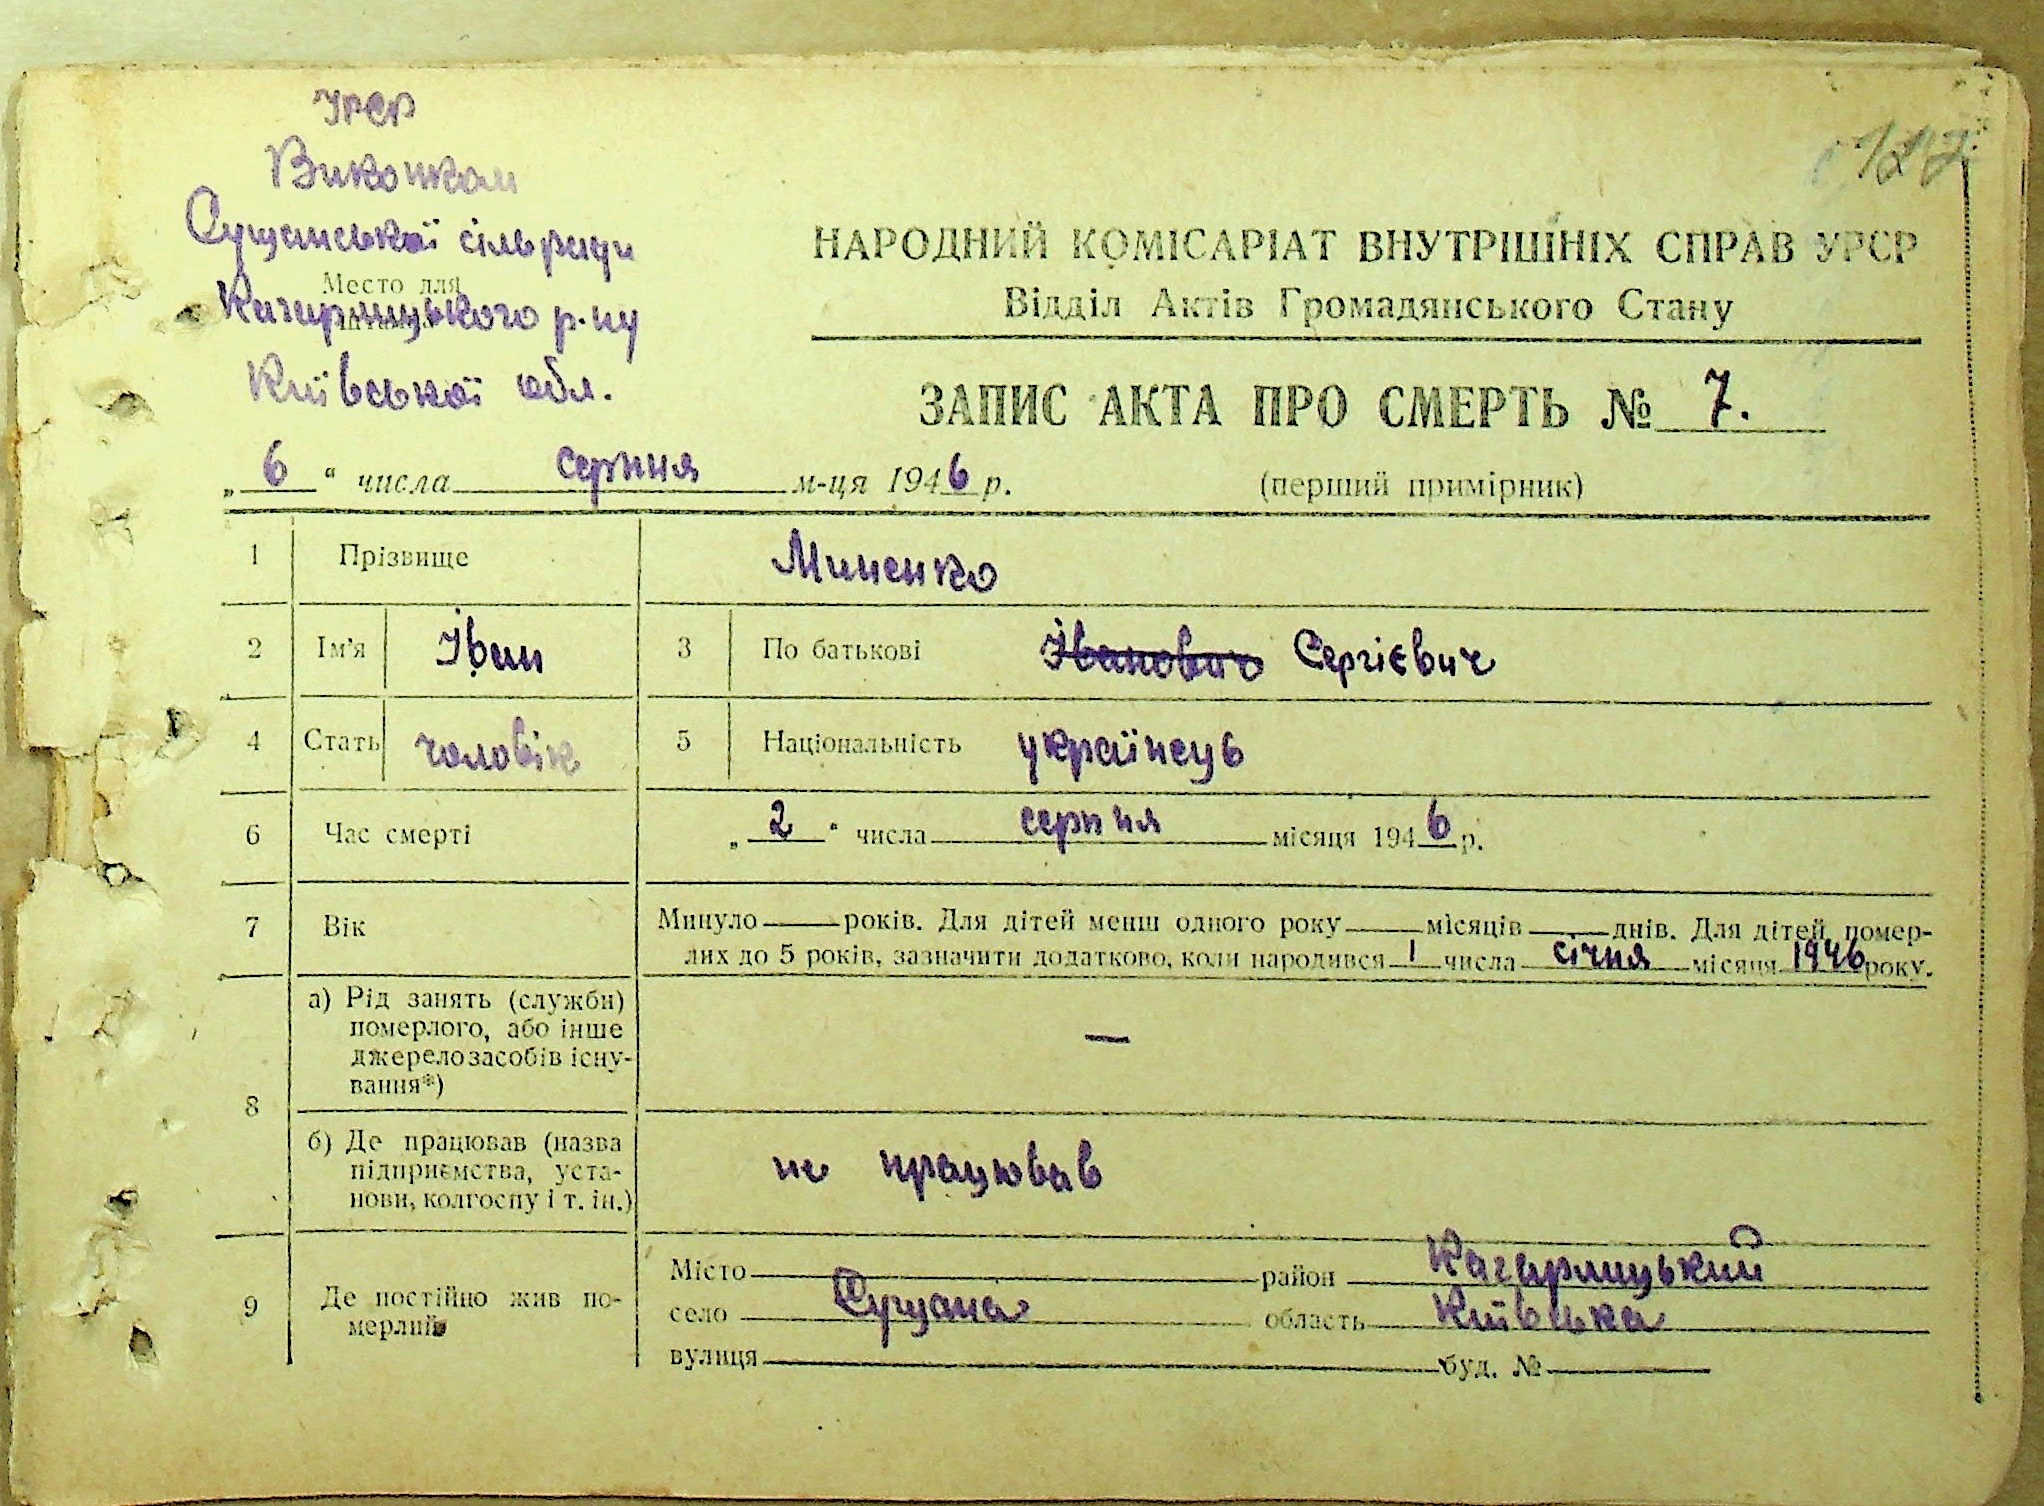 УРСР
Виконком
Сущанської сільради
Место для
штампа
Кагарлицького р-ну
Київської обл.
127
НАРОДНИЙ КОМІСАРІАТ ВНУТРІШНІХ СПРАВ УРСР
Відділ Актів Громадянського Стану
ЗАПИС АКТА ПРО СМЕРТЬ № 7.
„6“ числа серпня м-ця 1946 р. (перший примірник)
1 Прізвище Миненко
2 Ім'я Іван 3 По батькові Іванович Сергієвич
4 Стать чоловік 5 Національність українець
6 Час смерті „2“ числа серпня місяця 1946 р.
7 Вік Минуло — років. Для дітей менш одного року — місяців — днів. Для дітей, помер-
лих до 5 років, зазначити додатково, коли народився 1 числа січня місяця 1946 року.
8 а) Рід занять (служби)
померлого, або інше
джерело засобів існу-
вання*) —
б) Де працював (назва
підприємства, уста-
нови, колгоспу і т. ін.) не працював
9 Де постійно жив по-
мерлий
Місто район Кагарлицький
село Сущана область Київська
вулиця буд. №